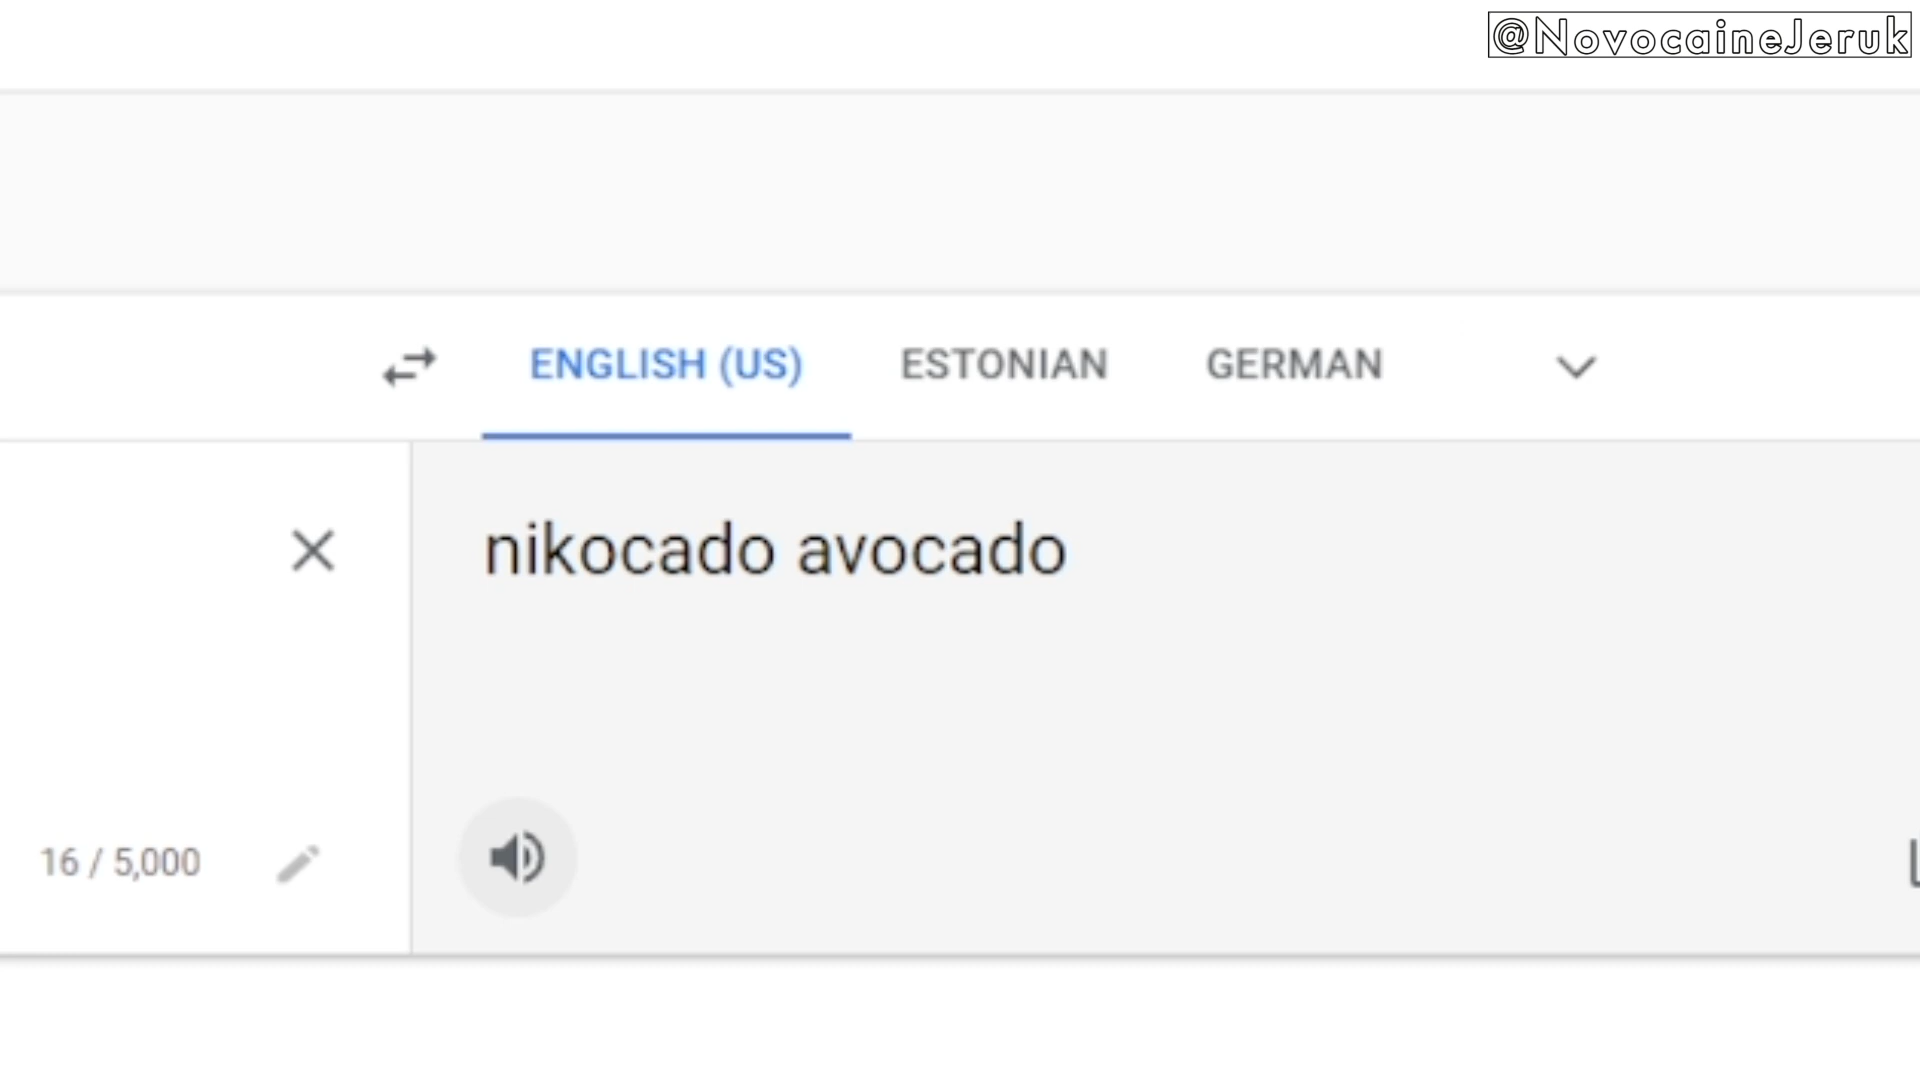 @NovocaineJeruk
ENGLISH (US) ESTONIAN GERMAN
nikocado avocado
16 / 5,000